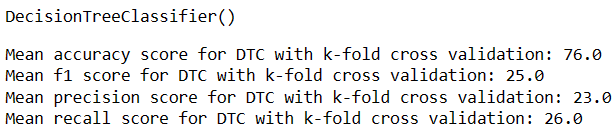 DecisionTreeClassifier()
Mean accuracy score for DTC with k-fold cross validation: 76.0
Mean f1 score for DTC with k-fold cross validation: 25.0
Mean precision score for DTC with k-fold cross validation: 23.0
Mean recall score for DTC with k-fold cross validation: 26.0